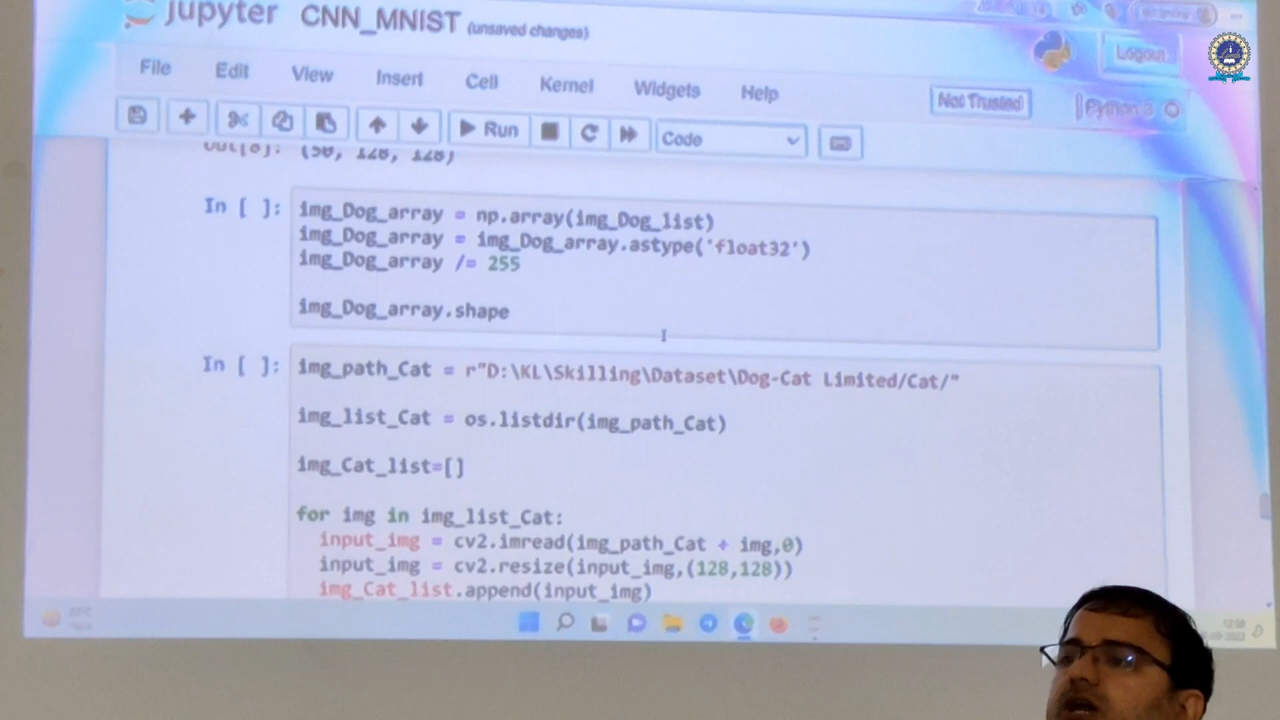 jupyter CNN_MNIST (unsaved changes)
Logout
File Edit View Insert Cell Kernel Widgets Help
Not Trusted
Python 3
Run
Code
In [ ]: img_Dog_array = np.array(img_Dog_list)
img_Dog_array = img_Dog_array.astype('float32')
img_Dog_array /= 255
img_Dog_array.shape
In [ ]: img_path_Cat = r"D:\KL\Skilling\Dataset\Dog-Cat Limited/Cat/"
img_list_Cat = os.listdir(img_path_Cat)
img_Cat_list=[]
for img in img_list_Cat:
input_img = cv2.imread(img_path_Cat + img,0)
input_img = cv2.resize(input_img,(128,128))
img_Cat_list.append(input_img)